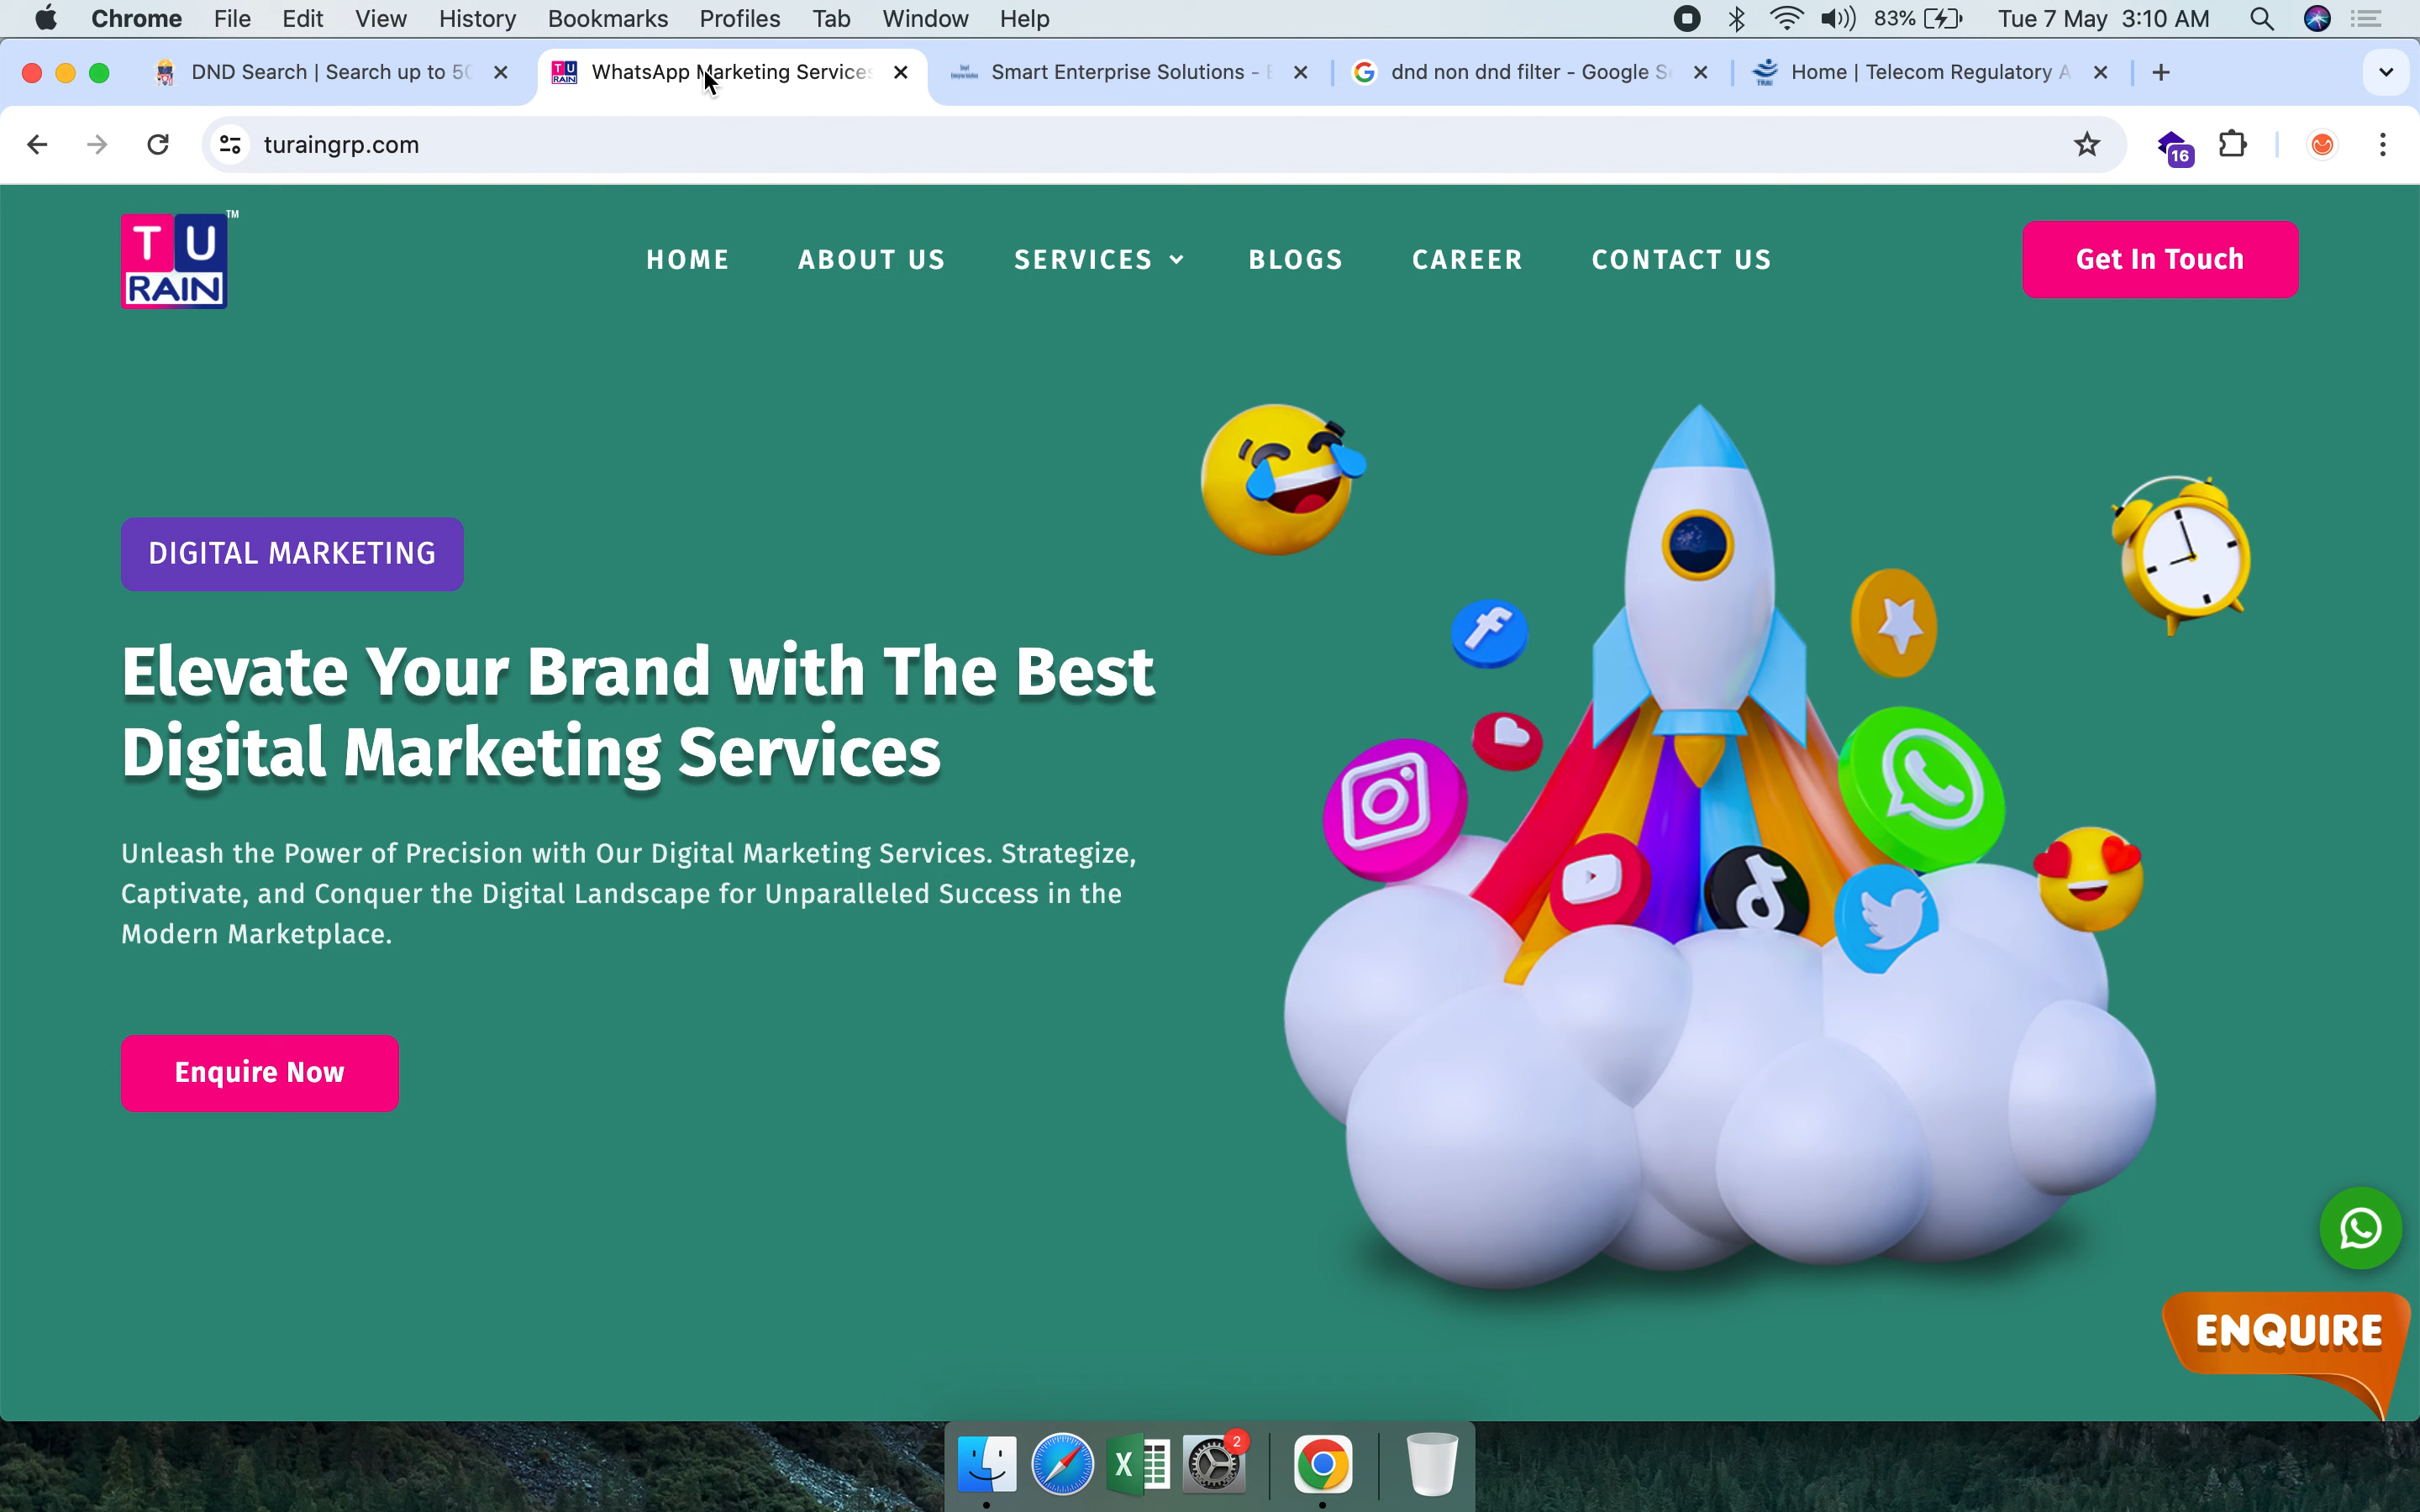 Chrome File Edit View History Bookmarks Profiles Tab Window Help 83% Tue 7 May 3:10 AM
DND Search | Search up to 50 WhatsApp Marketing Services Smart Enterprise Solutions - dnd non dnd filter - Google Home | Telecom Regulatory
turaingrp.com
16
TU
RAIN
TM
HOME ABOUT US SERVICES BLOGS CAREER CONTACT US Get In Touch
DIGITAL MARKETING
Elevate Your Brand with The Best
Digital Marketing Services
Unleash the Power of Precision with Our Digital Marketing Services. Strategize,
Captivate, and Conquer the Digital Landscape for Unparalleled Success in the
Modern Marketplace.
Enquire Now
ENQUIRE
2